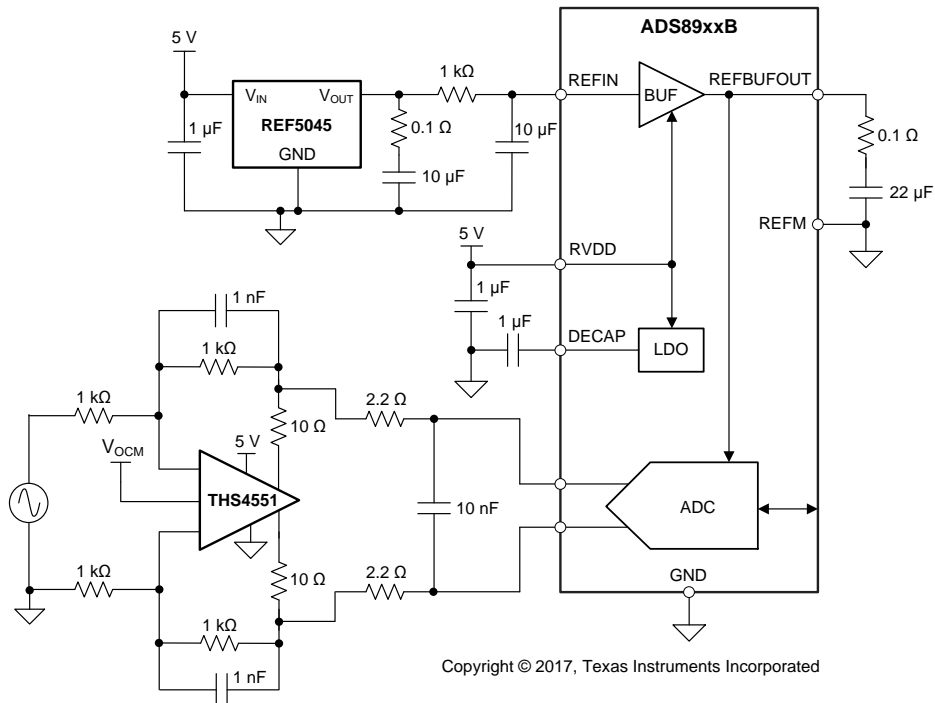 ADS89xxB
5 V
1 kΩ
REFIN
REFBUFOUT
VIN
VOUT
BUF
REF5045
1 µF
0.1 Ω
10 µF
0.1 Ω
GND
10 µF
22 µF
REFM
5 V
RVDD
1 µF
1 nF
1 µF
DECAP
LDO
1 kΩ
1 kΩ
2.2 Ω
10 Ω
VOCM
5 V
THS4551
10 nF
ADC
1 kΩ
10 Ω
2.2 Ω
GND
1 kΩ
1 nF
Copyright © 2017, Texas Instruments Incorporated